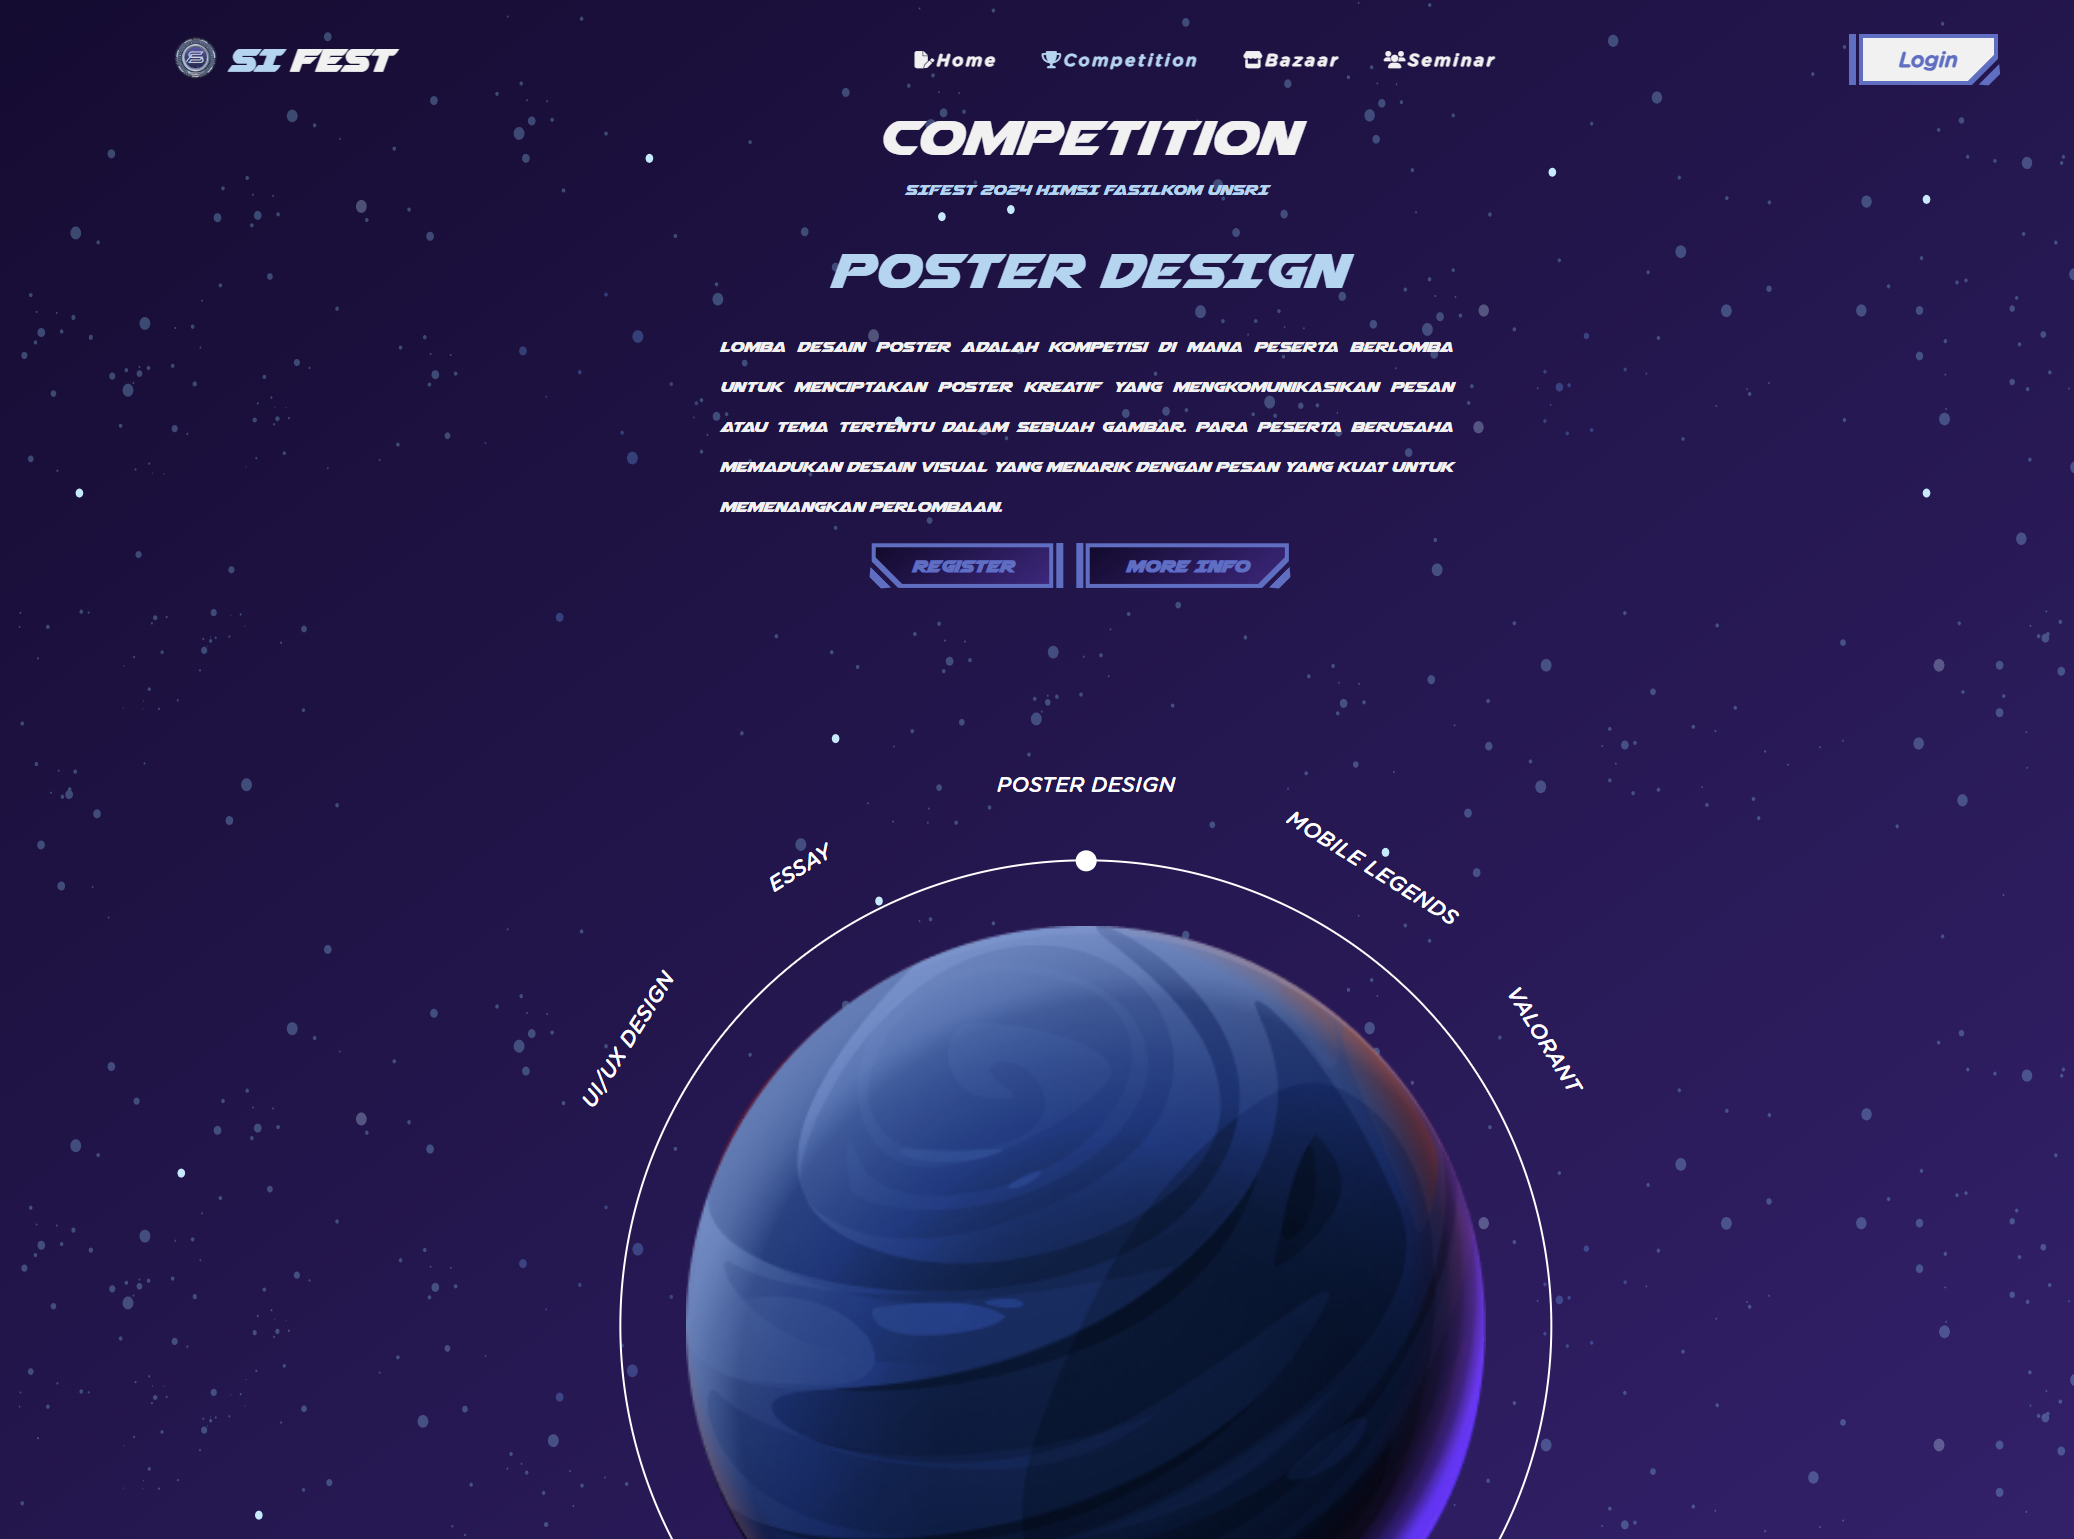 SI FEST
Home
Competition
Bazaar
Seminar
Login
COMPETITION
SIFEST 2024 HIMSI FASILKOM UNSRI
POSTER DESIGN
LOMBA DESAIN POSTER ADALAH KOMPETISI DI MANA PESERTA BERLOMBA
UNTUK MENCIPTAKAN POSTER KREATIF YANG MENGKOMUNIKASIKAN PESAN
ATAU TEMA TERTENTU DALAM SEBUAH GAMBAR. PARA PESERTA BERUSAHA
MEMADUKAN DESAIN VISUAL YANG MENARIK DENGAN PESAN YANG KUAT UNTUK
MEMENANGKAN PERLOMBAAN.
REGISTER
MORE INFO
UI/UX DESIGN
ESSAY
POSTER DESIGN
MOBILE LEGENDS
VALORANT